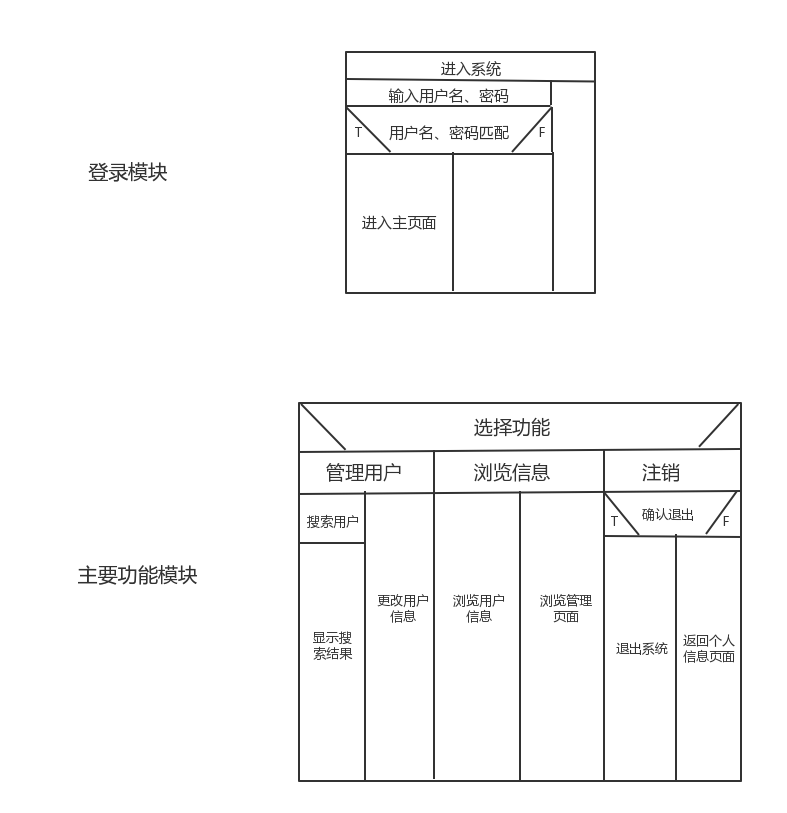 进入系统
输入用户名、密码
T
用户名、密码匹配
F
登录模块
进入主页面
选择功能
管理用户
浏览信息
注销
搜索用户
T
确认退出
F
主要功能模块
更改用户
信息
浏览用户
信息
浏览管理
页面
显示搜
索结果
退出系统
返回个人
信息页面